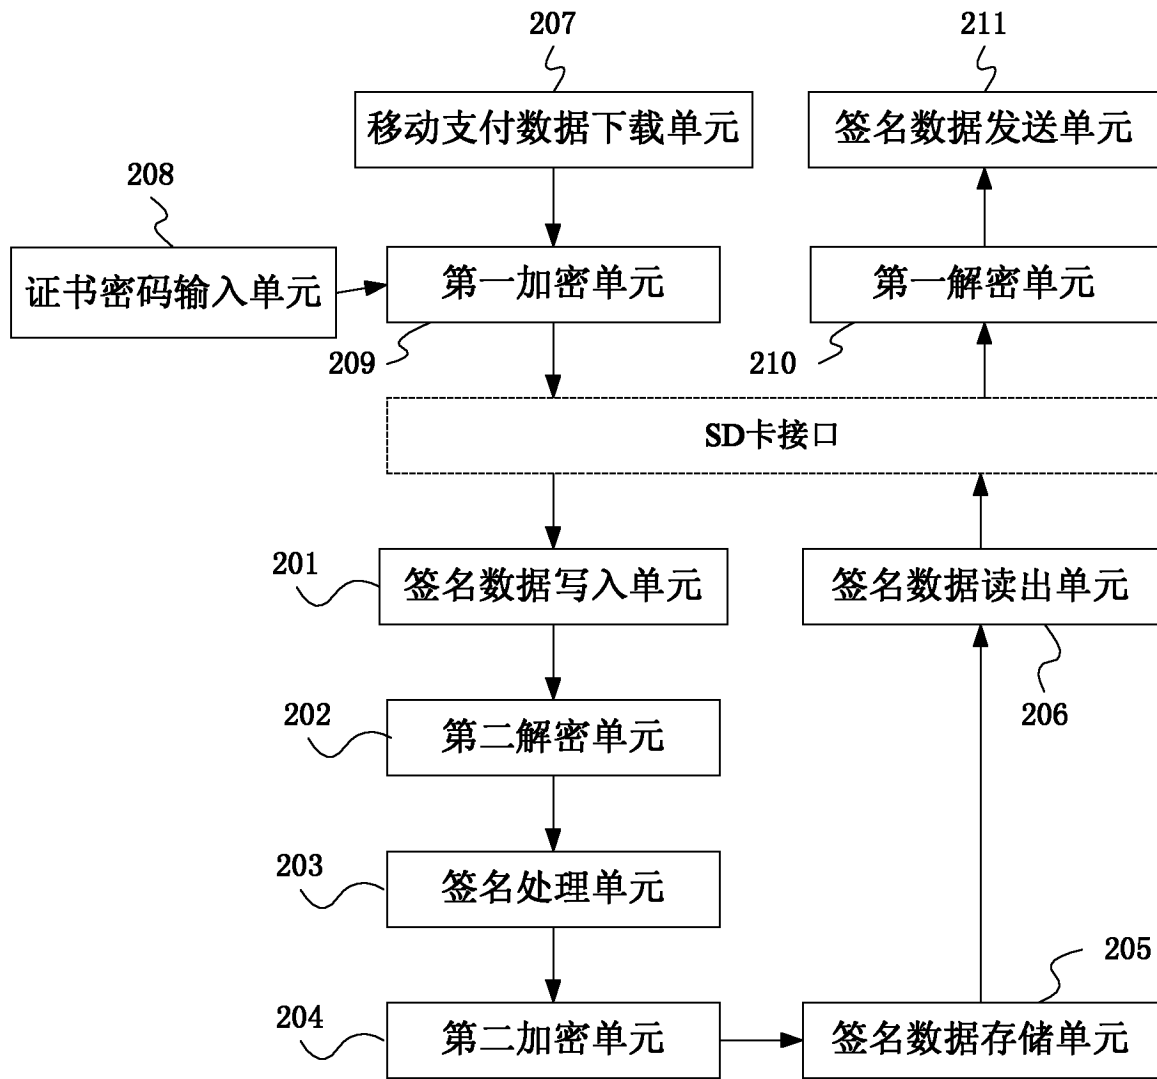 207
211
移动支付数据下载单元
签名数据发送单元
208
证书密码输入单元
第一加密单元
第一解密单元
209
210
SD卡接口
201
签名数据写入单元
签名数据读出单元
202
206
第二解密单元
203
签名处理单元
205
204
第二加密单元
签名数据存储单元